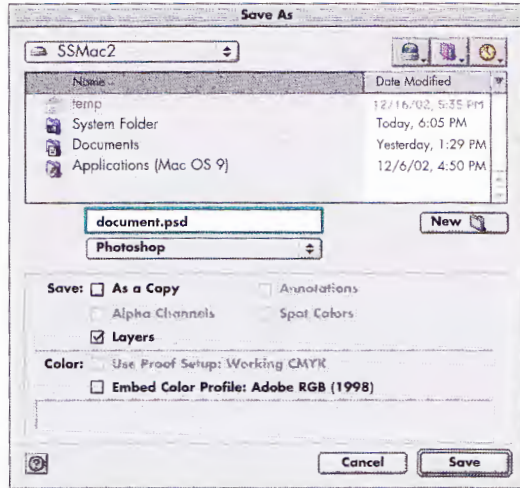 Save As
SSMac2
Name Date Modified
temp 12/16/02, 5:35 PM
System Folder Today, 6:05 PM
Documents Yesterday, 1:29 PM
Applications (Mac OS 9) 12/6/02, 4:50 PM
document.psd New
Photoshop
Save: As a Copy Annotations
Alpha Channels Spot Colors
Layers
Color: Use Proof Setup: Working CMYK
Embed Color Profile: Adobe RGB (1998)
? Cancel Save